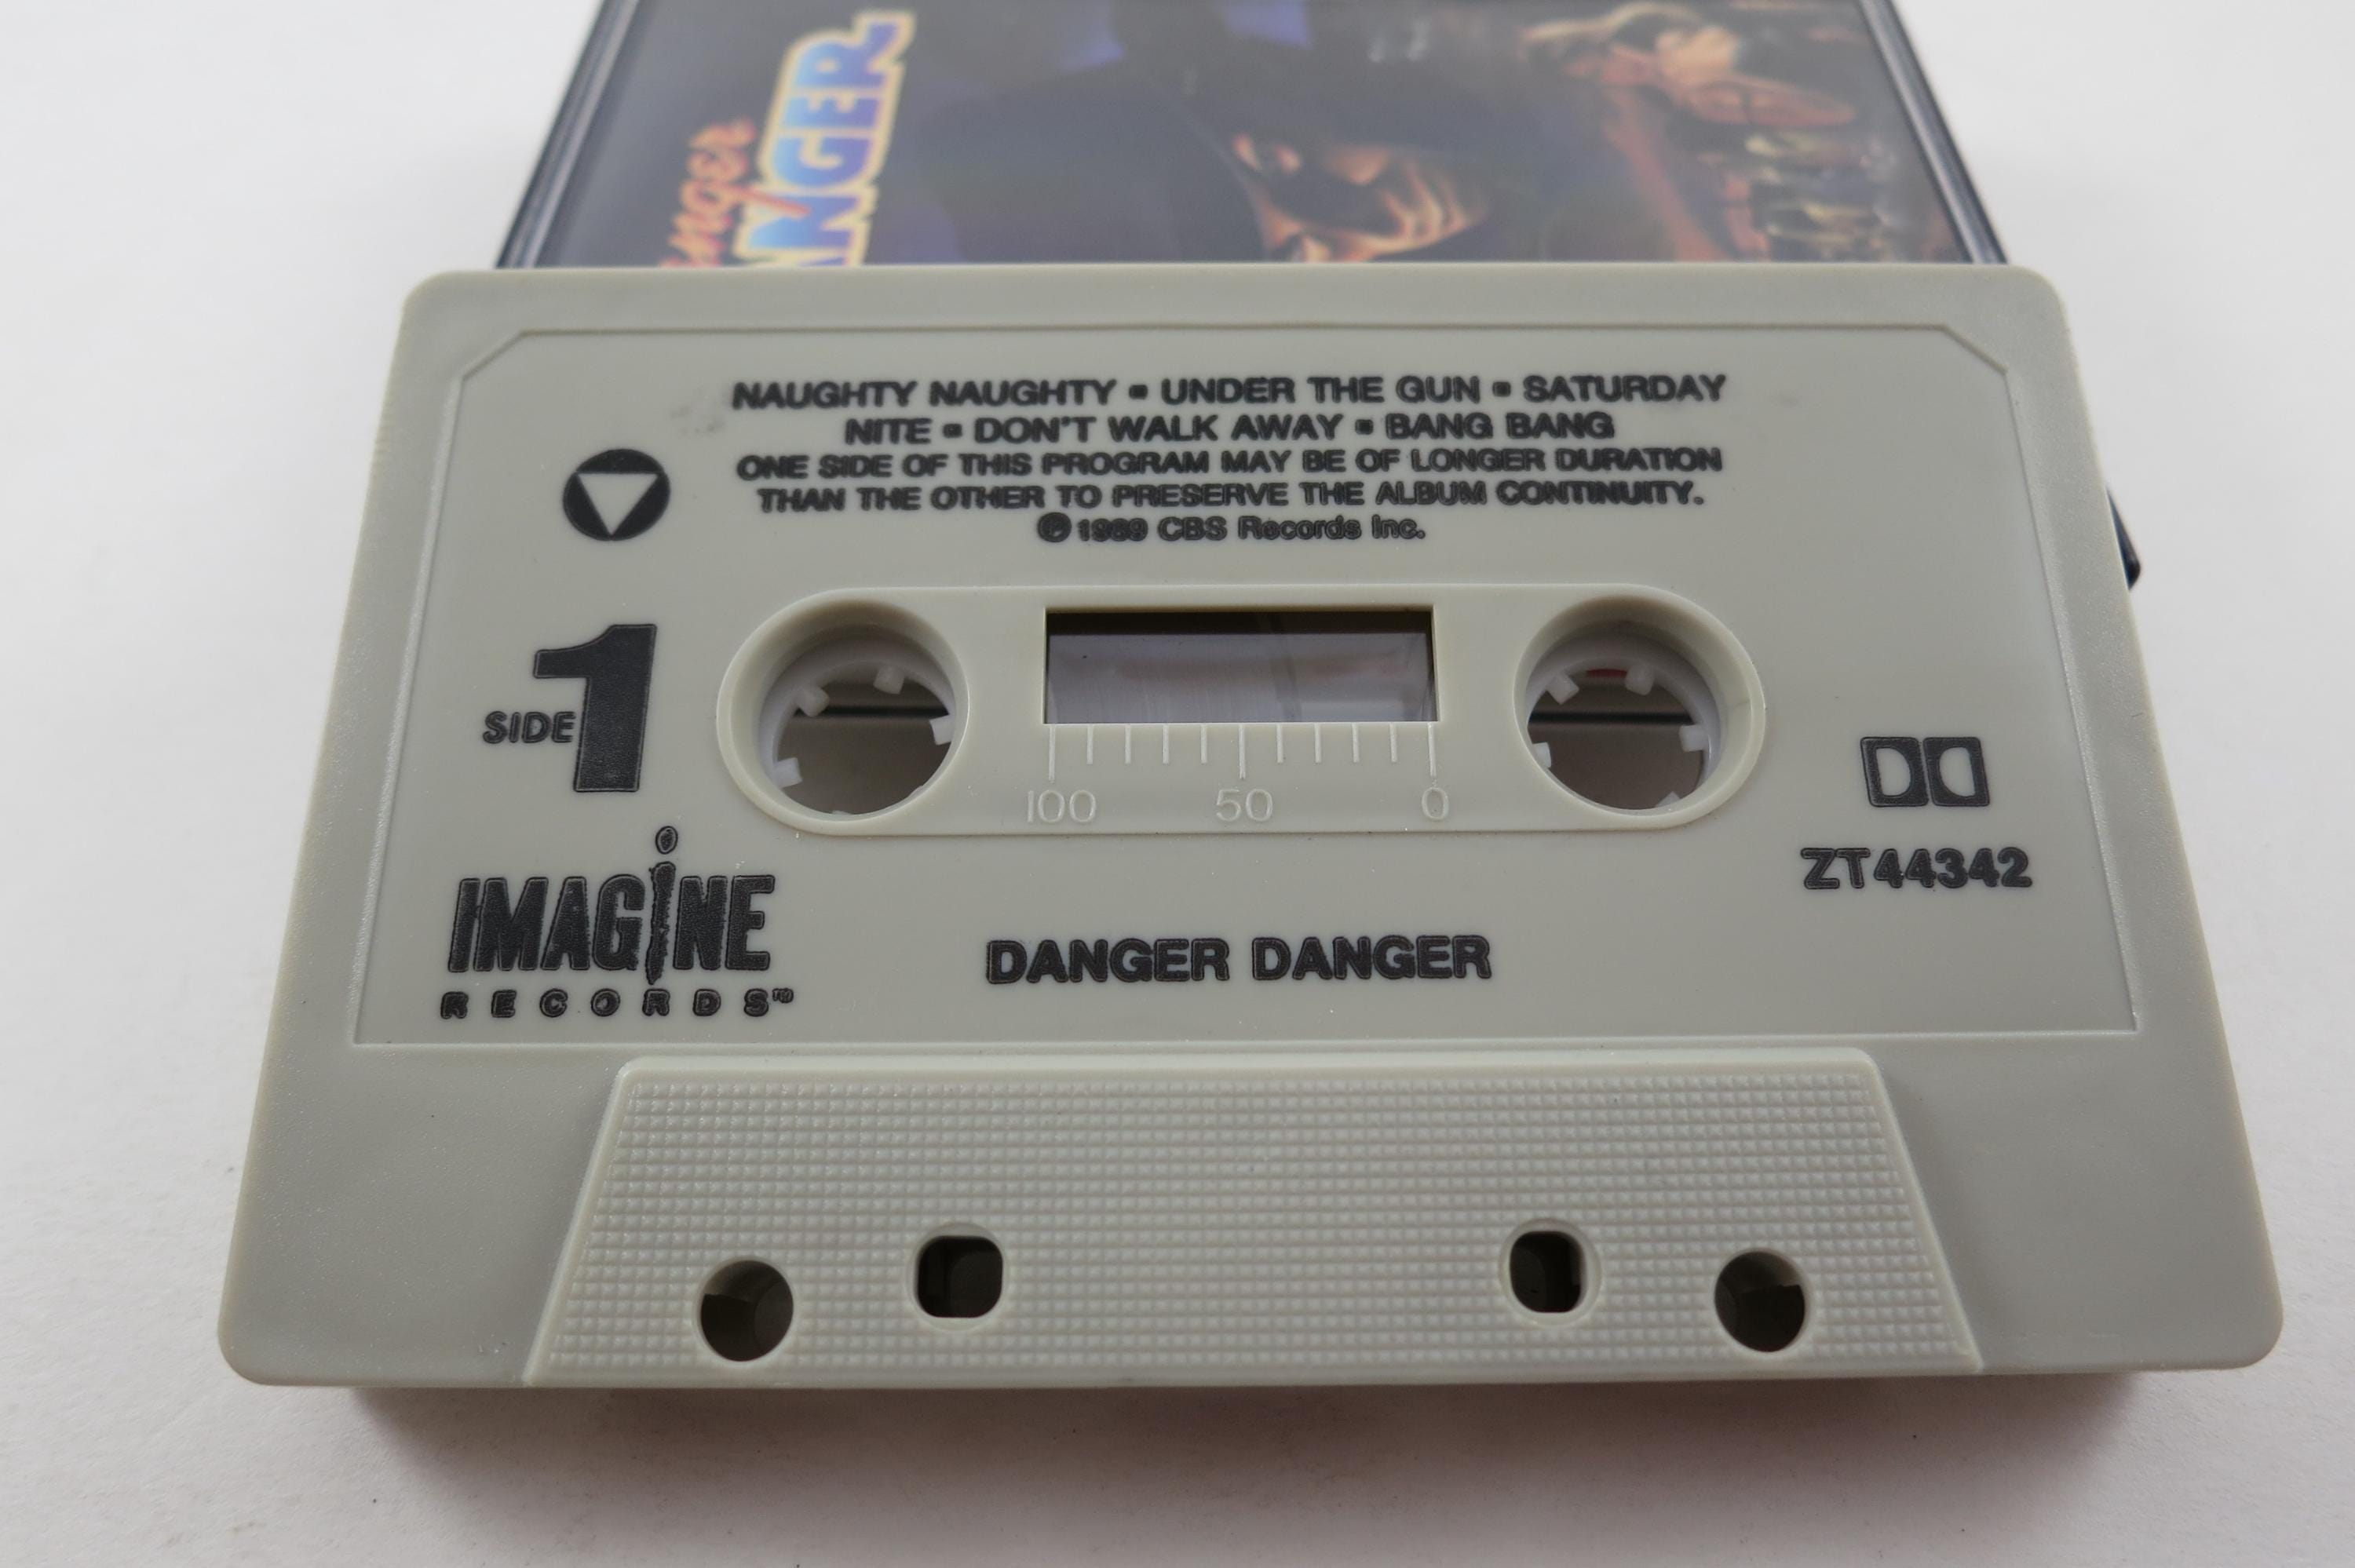 anger
ANGER.
NAUGHTY NAUGHTY ▪ UNDER THE GUN ▪ SATURDAY
NITE ▪ DON'T WALK AWAY ▪ BANG BANG
ONE SIDE OF THIS PROGRAM MAY BE OF LONGER DURATION
THAN THE OTHER TO PRESERVE THE ALBUM CONTINUITY.
℗ 1989 CBS Records Inc.
SIDE 1
100 50 0
ZT44342
IMAGINE
RECORDS™
DANGER DANGER